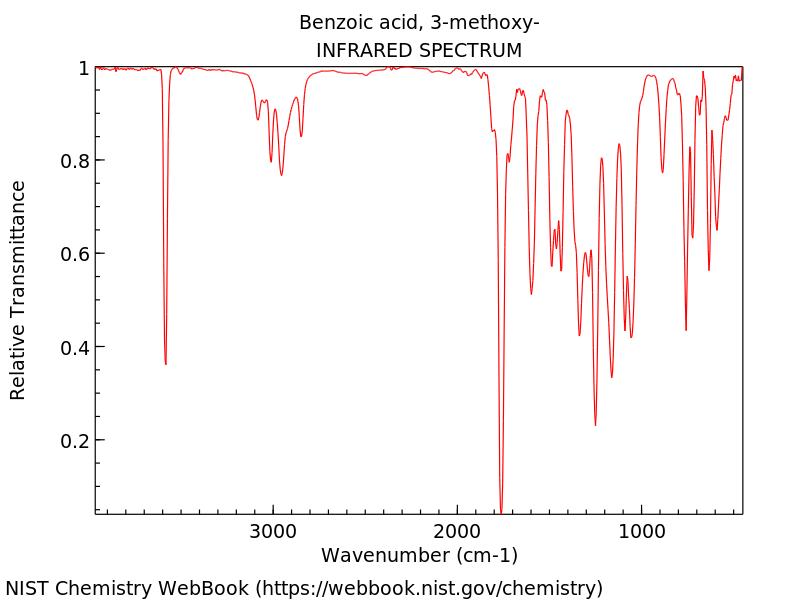 Benzoic acid, 3-methoxy-
INFRARED SPECTRUM
1
0.8
0.6
0.4
0.2
Relative Transmittance
3000 2000 1000
Wavenumber (cm-1)
NIST Chemistry WebBook (https://webbook.nist.gov/chemistry)